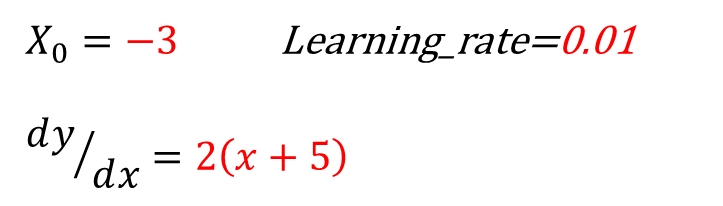 X₀ = −3 Learning_rate=0.01
dy/dx = 2(x + 5)